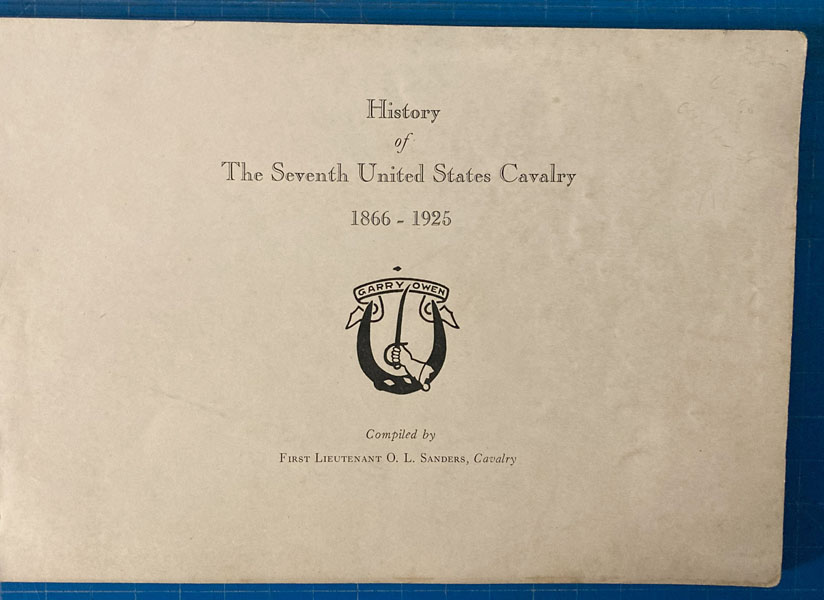 History
of
The Seventh United States Cavalry
1866 - 1925
GARRY OWEN
Compiled by
First Lieutenant O. L. Sanders, Cavalry